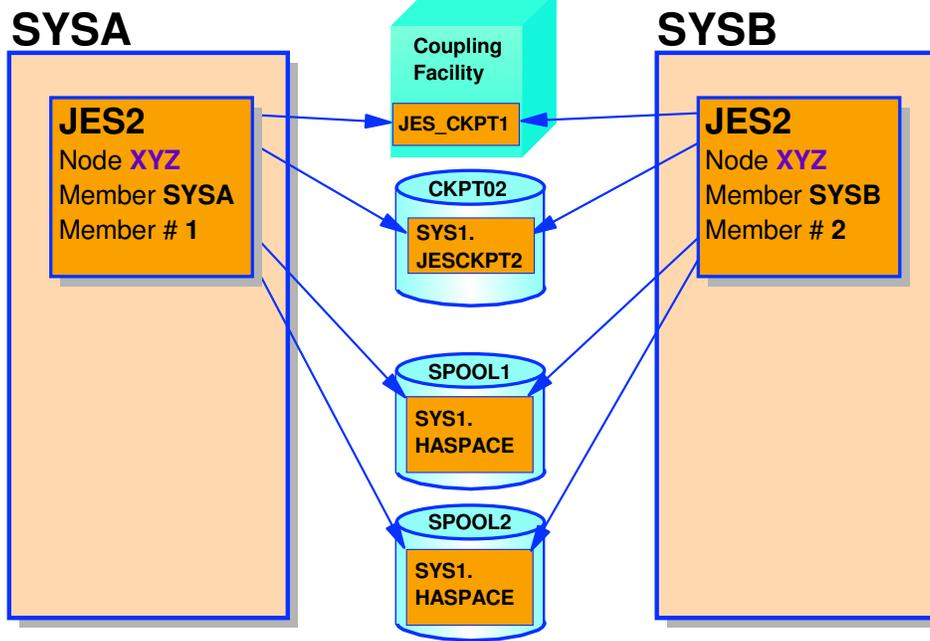 SYSA
JES2
Node XYZ
Member SYSA
Member # 1
Coupling
Facility
JES_CKPT1
CKPT02
SYS1.
JESCKPT2
SPOOL1
SYS1.
HASPACE
SPOOL2
SYS1.
HASPACE
SYSB
JES2
Node XYZ
Member SYSB
Member # 2